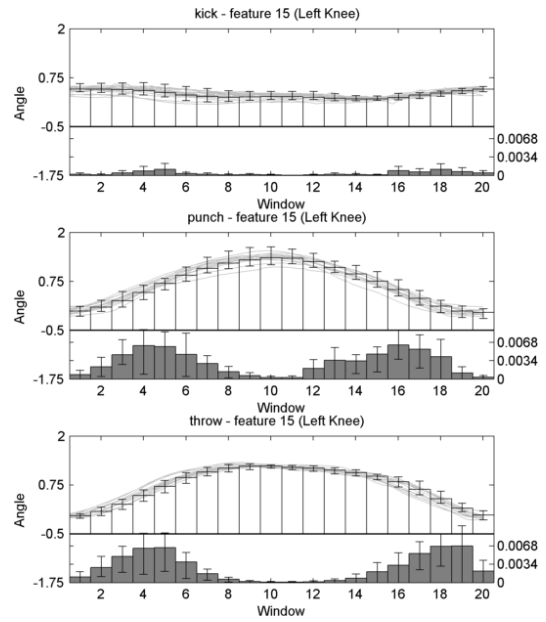 kick - feature 15 (Left Knee)
2
0.75
-0.5
-1.75
Angle
0.0068
0.0034
0
2 4 6 8 10 12 14 16 18 20
Window
punch - feature 15 (Left Knee)
2
0.75
-0.5
-1.75
Angle
0.0068
0.0034
0
2 4 6 8 10 12 14 16 18 20
Window
throw - feature 15 (Left Knee)
2
0.75
-0.5
-1.75
Angle
0.0068
0.0034
0
2 4 6 8 10 12 14 16 18 20
Window